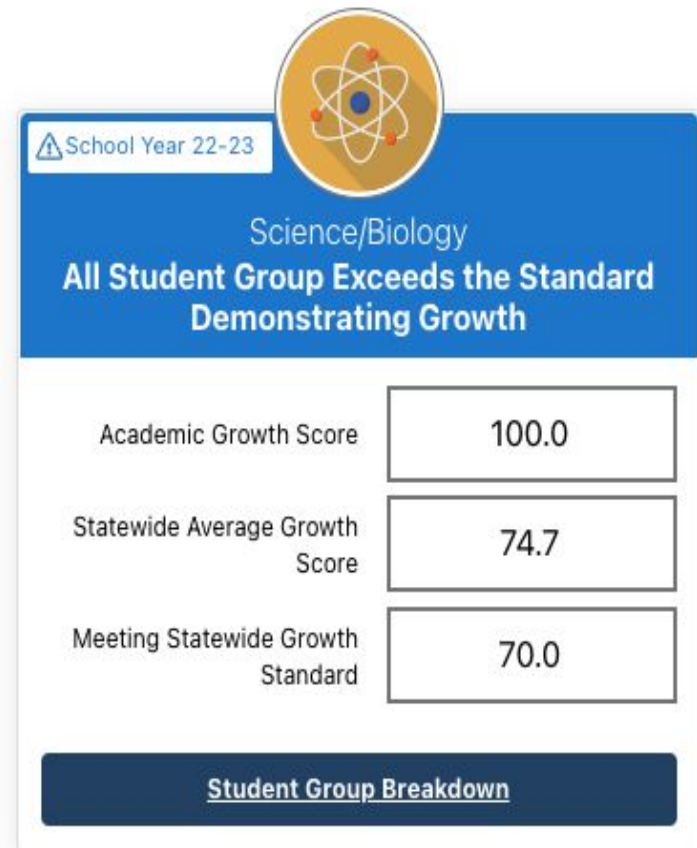 School Year 22-23
Science/Biology
All Student Group Exceeds the Standard
Demonstrating Growth
Academic Growth Score
100.0
Statewide Average Growth
Score
74.7
Meeting Statewide Growth
Standard
70.0
Student Group Breakdown